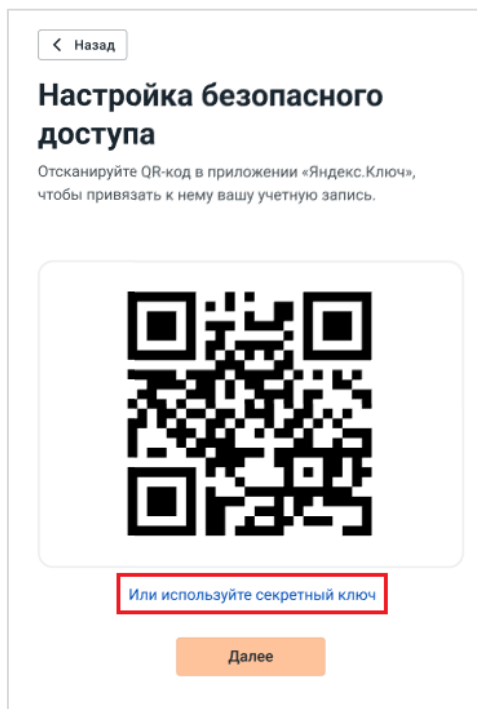 Назад
Настройка безопасного
доступа
Отсканируйте QR-код в приложении «Яндекс.Ключ»,
чтобы привязать к нему вашу учетную запись.
Или используйте секретный ключ
Далее